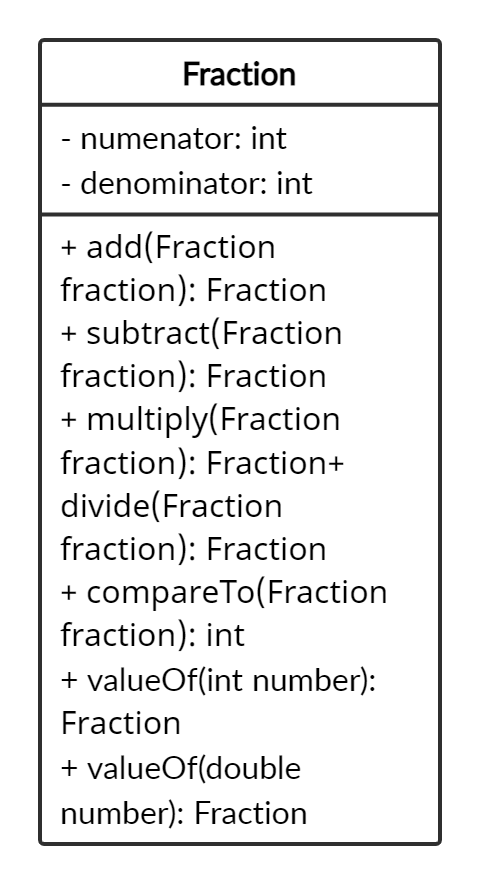 Fraction
- numenator: int
- denominator: int
+ add(Fraction
fraction): Fraction
+ subtract(Fraction
fraction): Fraction
+ multiply(Fraction
fraction): Fraction+
divide(Fraction
fraction): Fraction
+ compareTo(Fraction
fraction): int
+ valueOf(int number):
Fraction
+ valueOf(double
number): Fraction